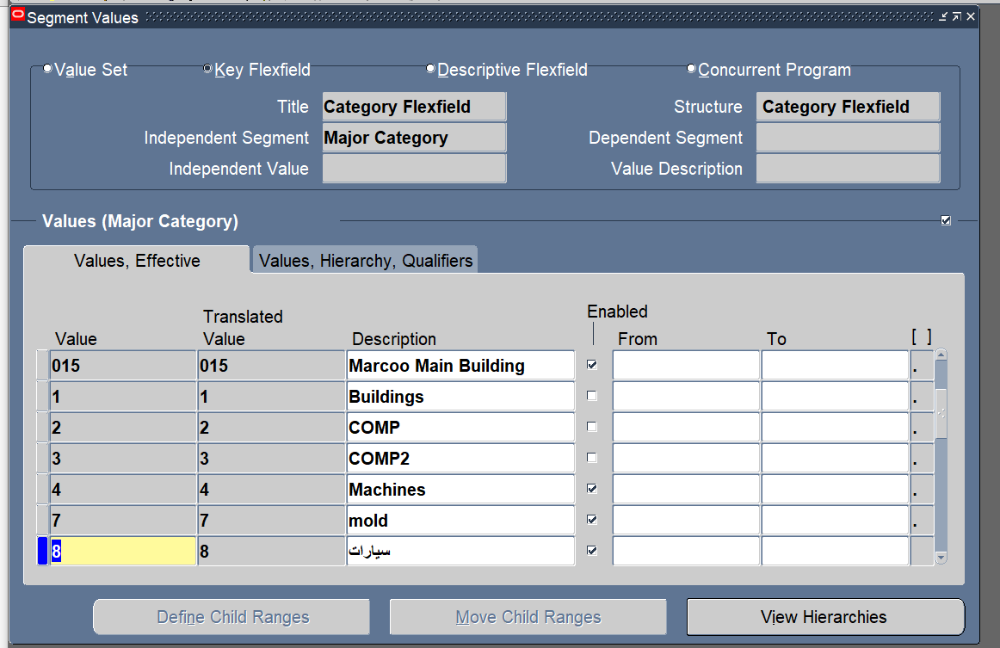 Segment Values
Value Set Key Flexfield Descriptive Flexfield Concurrent Program
Title Category Flexfield Structure Category Flexfield
Independent Segment Major Category Dependent Segment
Independent Value Value Description
Values (Major Category)
Values, Effective Values, Hierarchy, Qualifiers
Translated Enabled
Value Value Description From To [ ]
015 015 Marcoo Main Building .
1 1 Buildings .
2 2 COMP .
3 3 COMP2 .
4 4 Machines .
7 7 mold .
8 8 سيارات
Define Child Ranges Move Child Ranges View Hierarchies